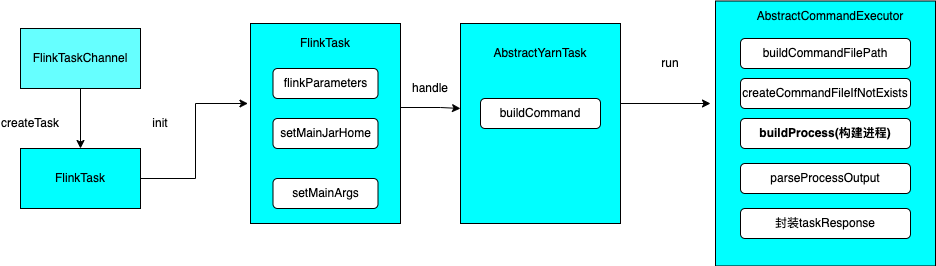 FlinkTaskChannel
createTask
FlinkTask
init
FlinkTask
flinkParameters
setMainJarHome
setMainArgs
handle
AbstractYarnTask
buildCommand
run
AbstractCommandExecutor
buildCommandFilePath
createCommandFileIfNotExists
buildProcess(构建进程)
parseProcessOutput
封装taskResponse